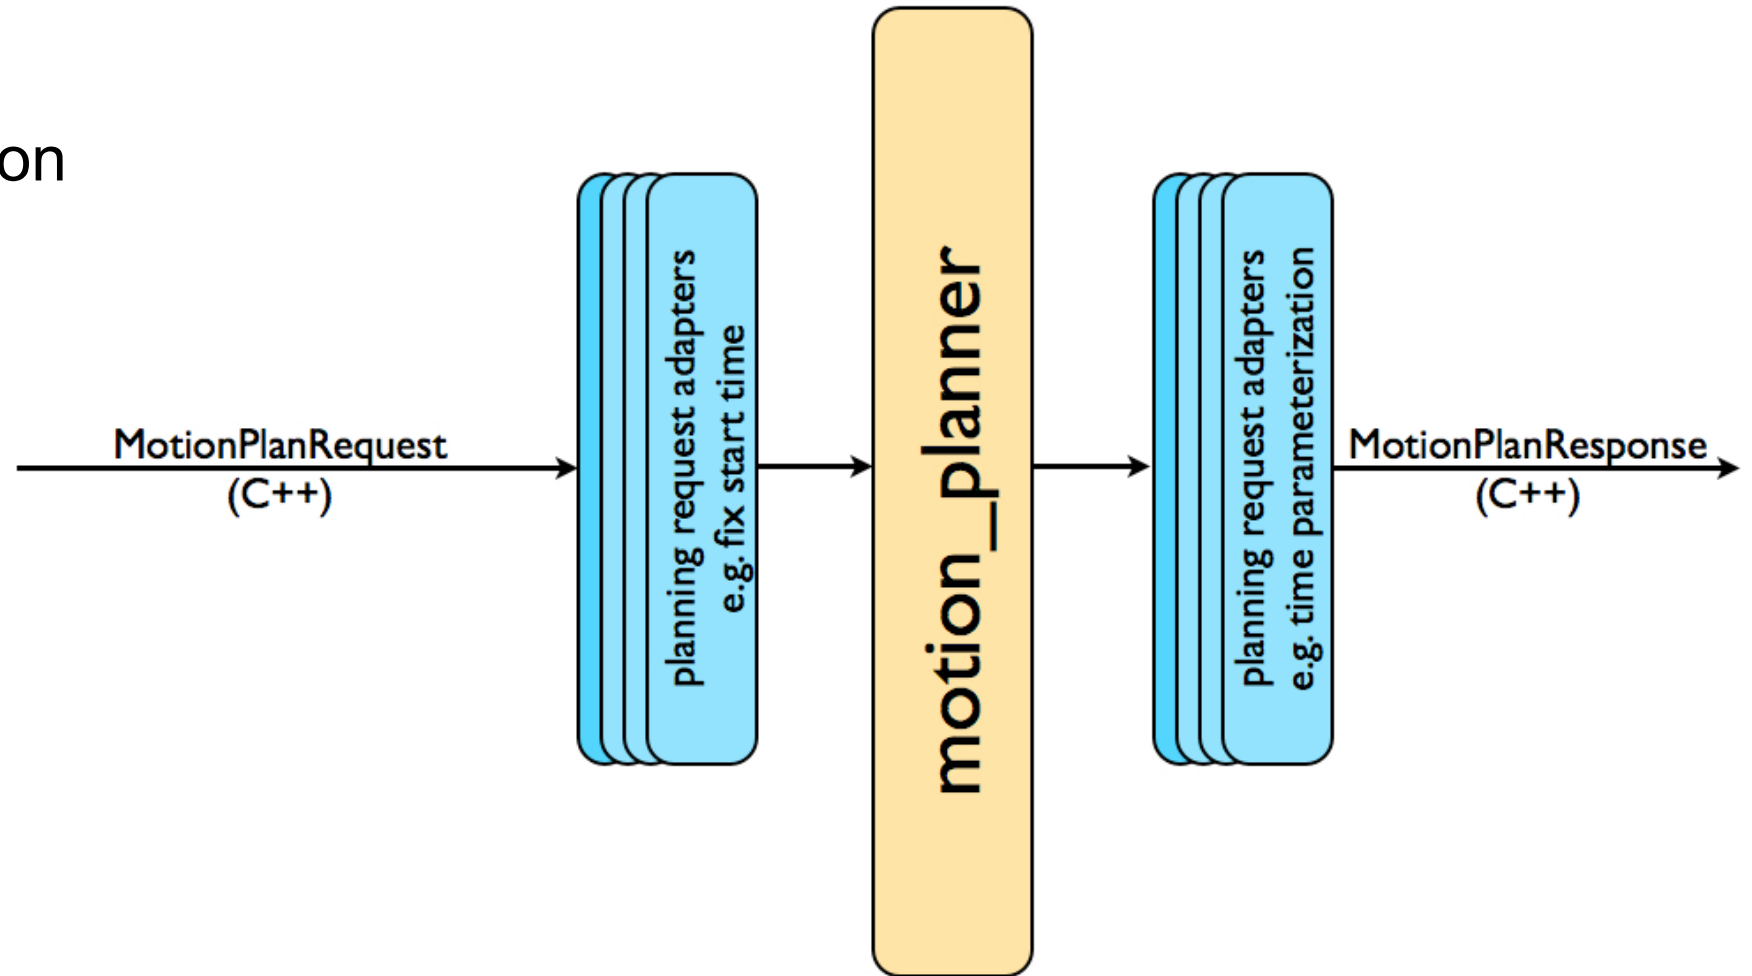 on
MotionPlanRequest
(C++)
planning request adapters
e.g. fix start time
motion_planner
planning request adapters
e.g. time parameterization
MotionPlanResponse
(C++)